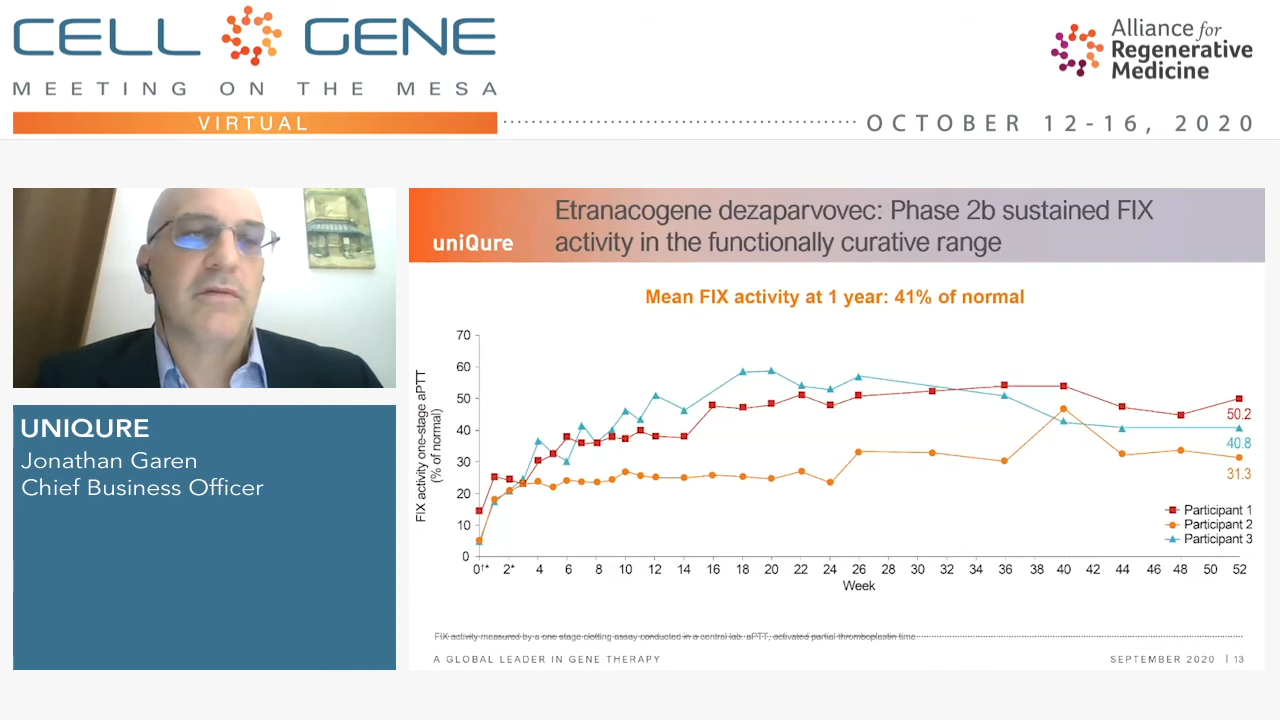 CELL GENE
MEETING ON THE MESA
VIRTUAL
Alliance for
Regenerative
Medicine
OCTOBER 12-16, 2020
UNIQURE
Jonathan Garen
Chief Business Officer
uniQure
Etranacogene dezaparvovec: Phase 2b sustained FIX
activity in the functionally curative range
Mean FIX activity at 1 year: 41% of normal
FIX activity one-stage aPTT
(% of normal)
70
60
50
40
30
20
10
0
50.2
40.8
31.3
Participant 1
Participant 2
Participant 3
0¹* 2* 4 6 8 10 12 14 16 18 20 22 24 26 28 30 32 34 36 38 40 42 44 46 48 50 52
Week
FIX activity measured by a one stage clotting assay conducted in a central lab. aPTT, activated partial thromboplastin time
A GLOBAL LEADER IN GENE THERAPY
SEPTEMBER 2020 | 13